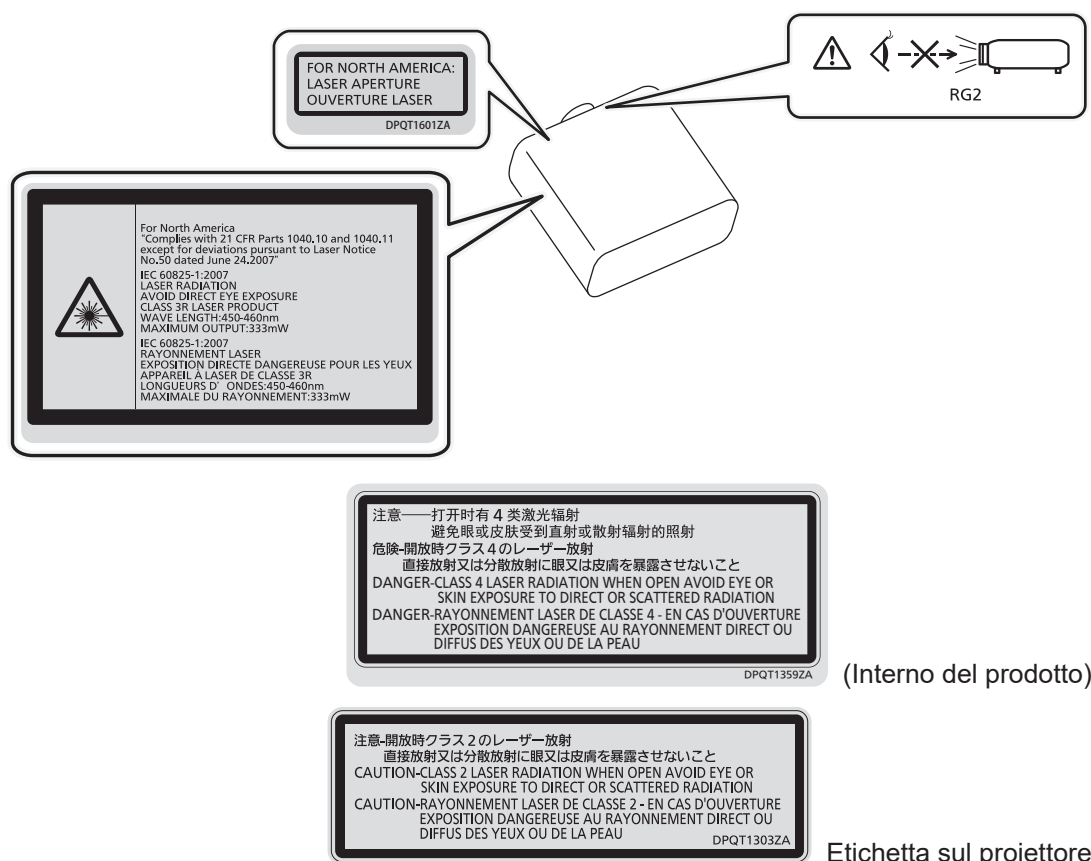 FOR NORTH AMERICA:
LASER APERTURE
OUVERTURE LASER
DPQT1601ZA
RG2
For North America
"Complies with 21 CFR Parts 1040.10 and 1040.11
except for deviations pursuant to Laser Notice
No.50 dated June 24.2007"
IEC 60825-1:2007
LASER RADIATION
AVOID DIRECT EYE EXPOSURE
CLASS 3R LASER PRODUCT
WAVE LENGTH:450-460nm
MAXIMUM OUTPUT:333mW
IEC 60825-1:2007
RAYONNEMENT LASER
EXPOSITION DIRECTE DANGEREUSE POUR LES YEUX
APPAREIL À LASER DE CLASSE 3R
LONGUEURS D' ONDES:450-460nm
MAXIMALE DU RAYONNEMENT:333mW
注意——打开时有 4 类激光辐射
避免眼或皮肤受到直射或散射辐射的照射
危険-開放時クラス4のレーザー放射
直接放射又は分散放射に眼又は皮膚を暴露させないこと
DANGER-CLASS 4 LASER RADIATION WHEN OPEN AVOID EYE OR
SKIN EXPOSURE TO DIRECT OR SCATTERED RADIATION
DANGER-RAYONNEMENT LASER DE CLASSE 4 - EN CAS D'OUVERTURE
EXPOSITION DANGEREUSE AU RAYONNEMENT DIRECT OU
DIFFUS DES YEUX OU DE LA PEAU
DPQT1359ZA
(Interno del prodotto)
注意-開放時クラス2のレーザー放射
直接放射又は分散放射に眼又は皮膚を暴露させないこと
CAUTION-CLASS 2 LASER RADIATION WHEN OPEN AVOID EYE OR
SKIN EXPOSURE TO DIRECT OR SCATTERED RADIATION
CAUTION-RAYONNEMENT LASER DE CLASSE 2 - EN CAS D'OUVERTURE
EXPOSITION DANGEREUSE AU RAYONNEMENT DIRECT OU
DIFFUS DES YEUX OU DE LA PEAU
DPQT1303ZA
Etichetta sul proiettore